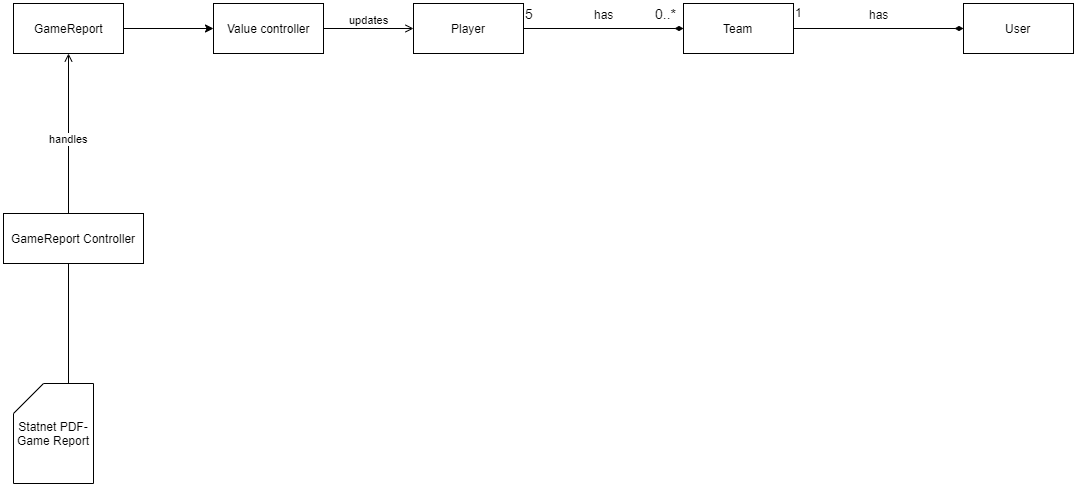 GameReport
Value controller
updates
Player
5
has
0..*
Team
1
has
User
handles
GameReport Controller
Statnet PDF-
Game Report